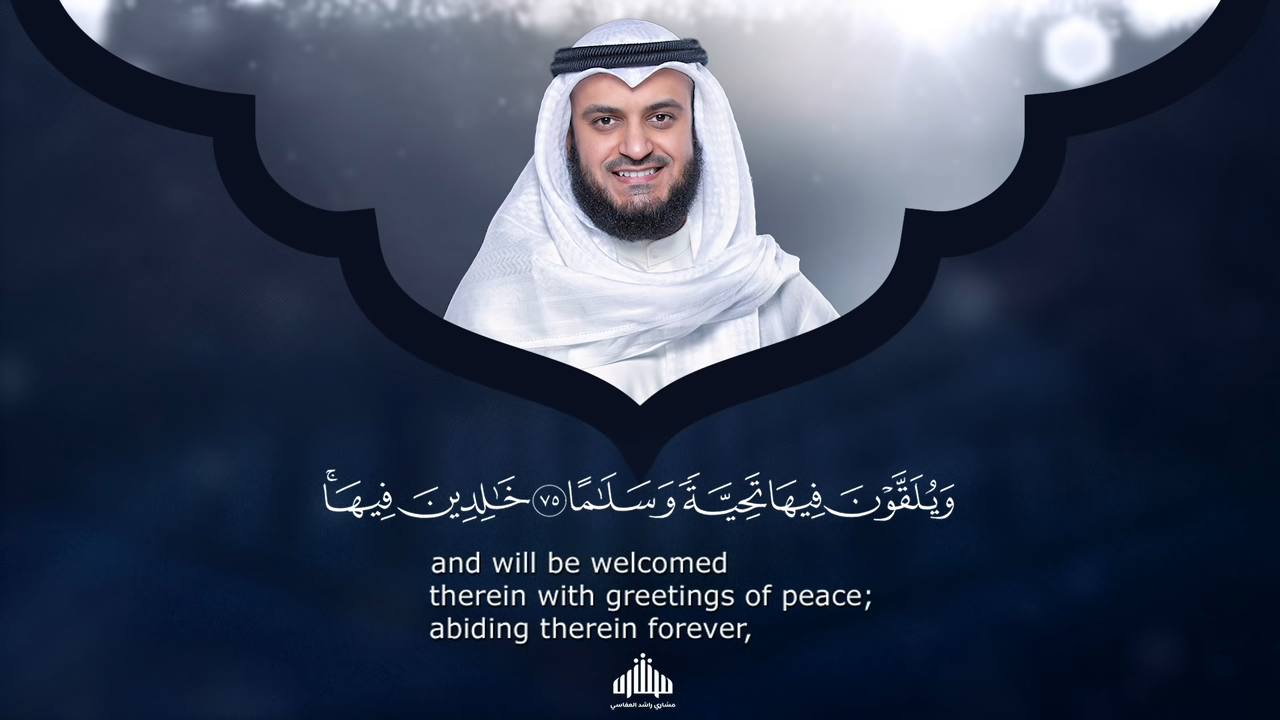 وَيُلَقَّوْنَ فِيهَا تَحِيَّةً وَسَلَٰمًا ٧٥ خَٰلِدِينَ فِيهَاۚ
and will be welcomed
therein with greetings of peace;
abiding therein forever,
مشاري راشد العفاسي